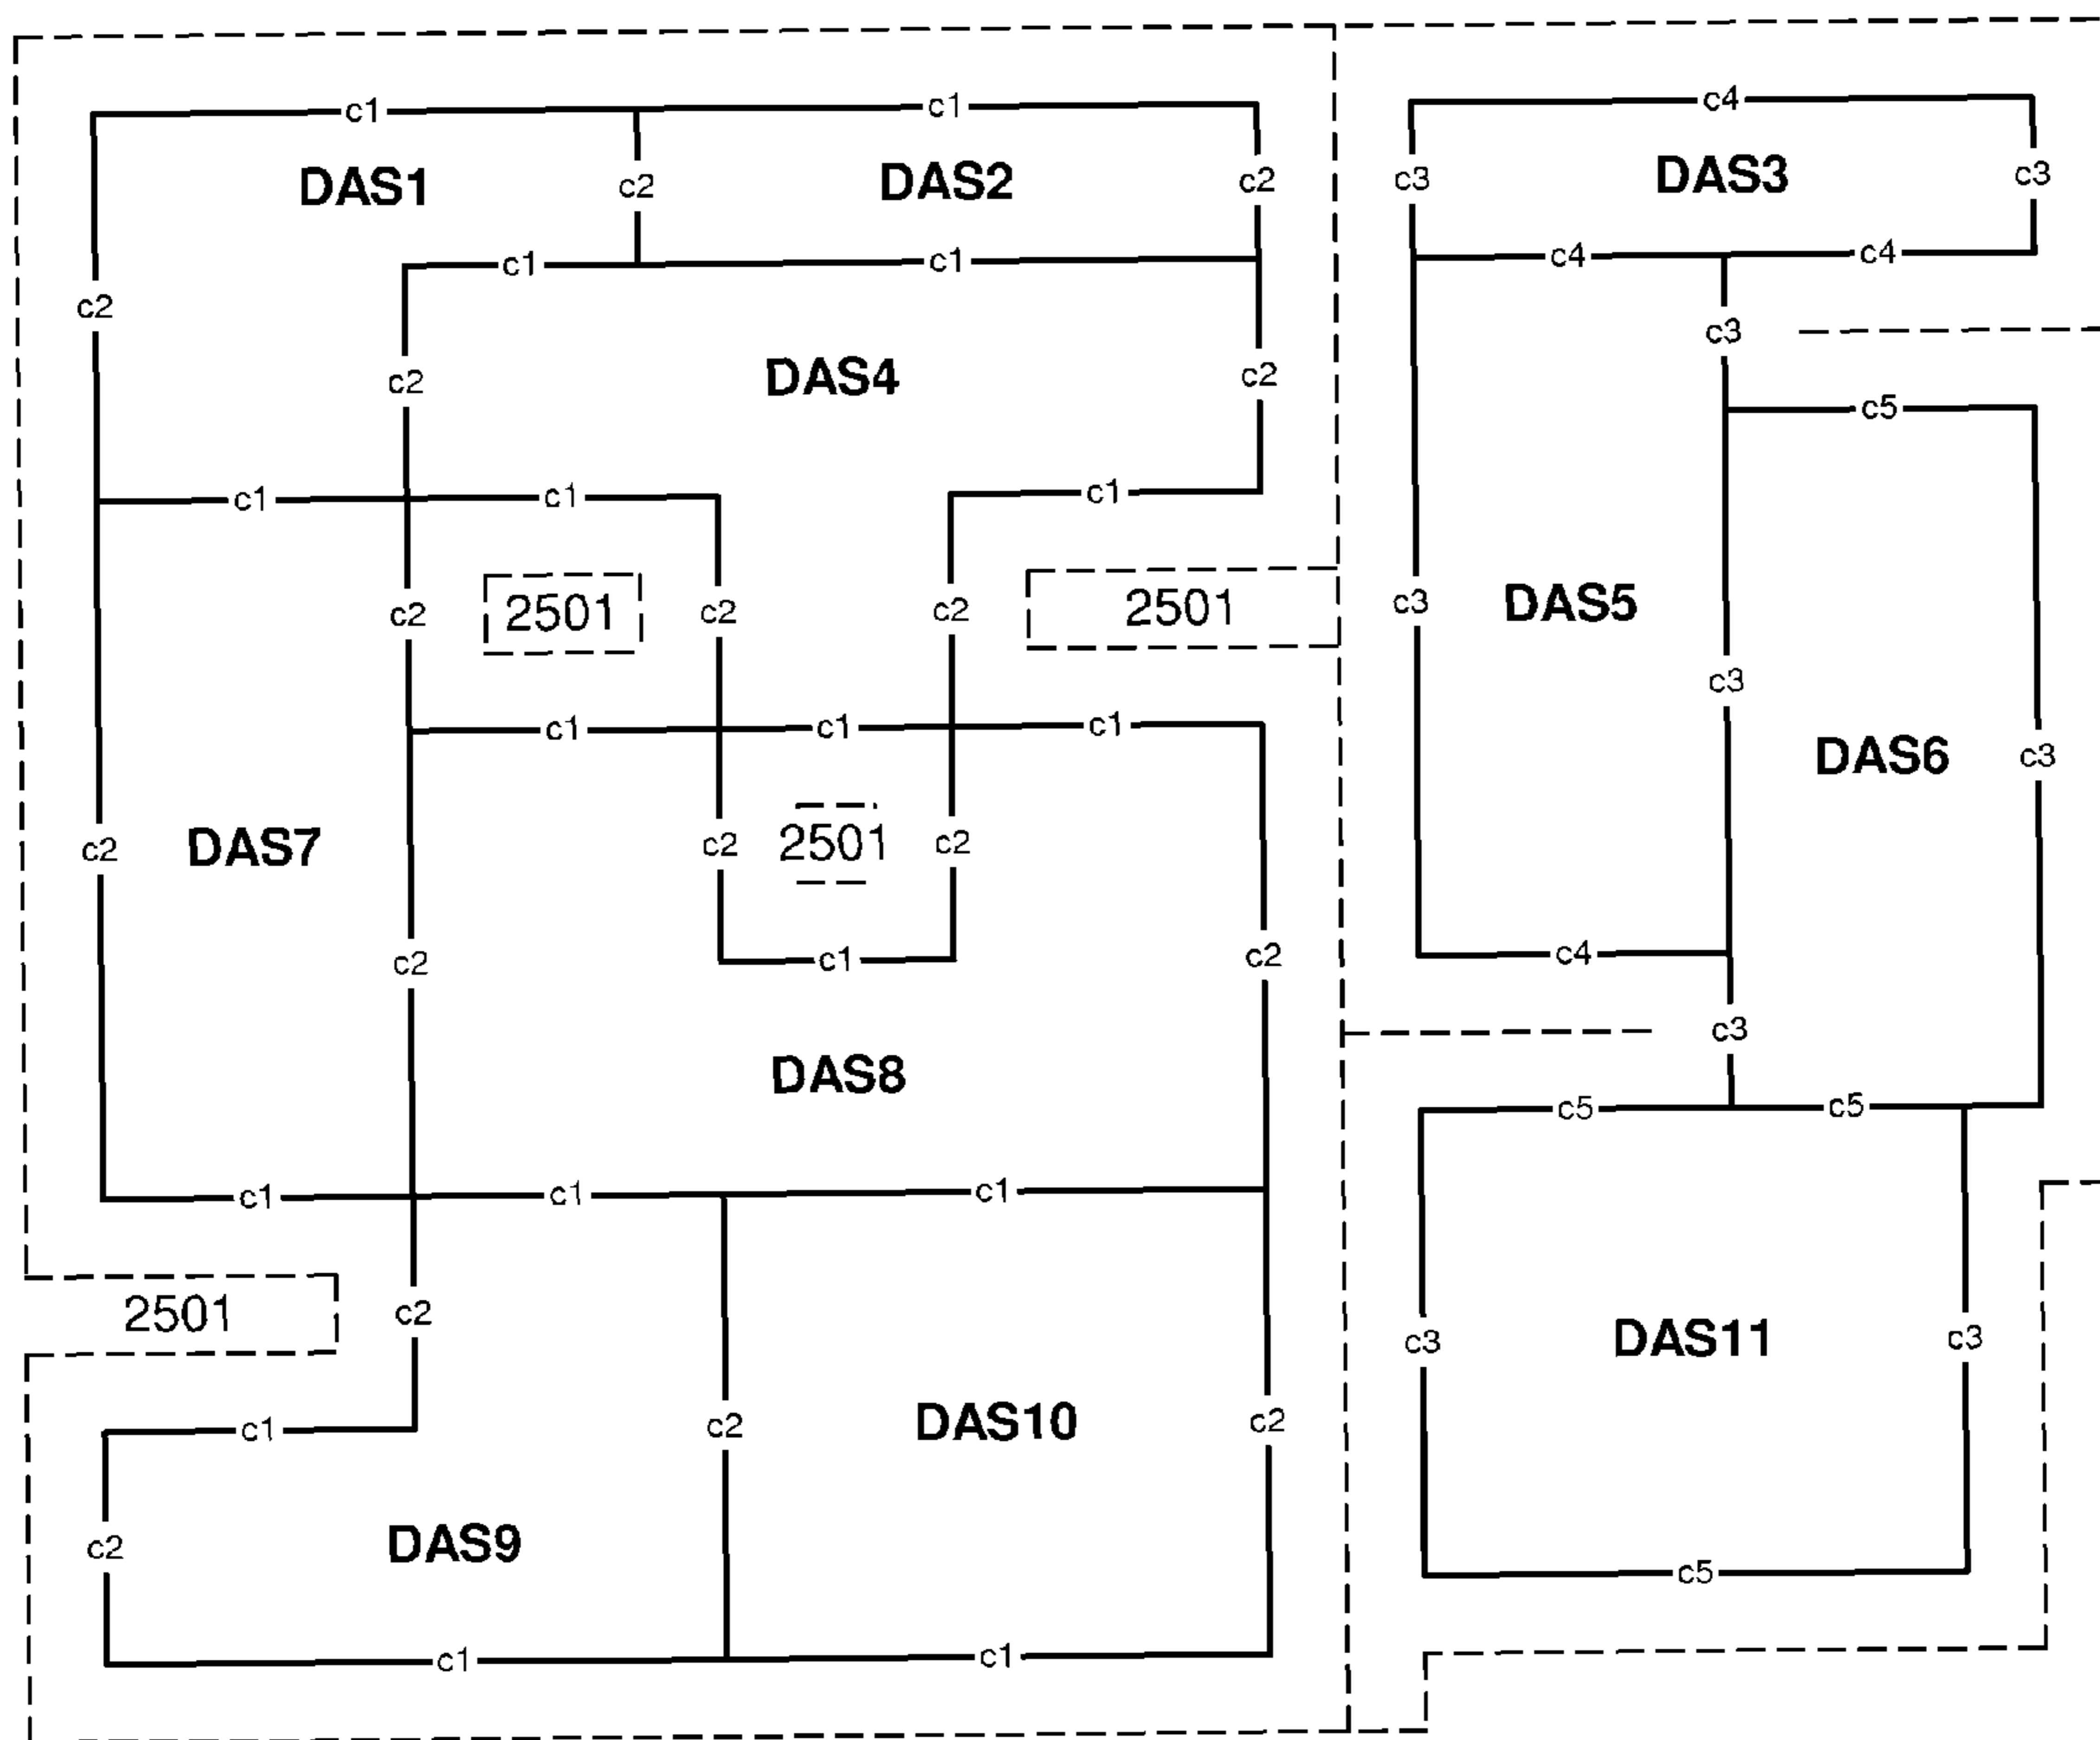 c1 c1 c4
DAS1 c2 DAS2 c2 c3 DAS3 c3
c1 c1 c4 c4
c2 c3
c2 DAS4 c2
c5
c1 c1 c1
c2 2501 c2 c2 2501 c3 DAS5
c3
c1 c1 c1 DAS6 c3
c2 DAS7 c2 2501 c2
c2 c1 c2 c4
DAS8 c3
c5 c5
c1 c1 c1
2501 c2 c3 DAS11 c3
c1 c2 DAS10 c2
c2 DAS9 c5
c1 c1